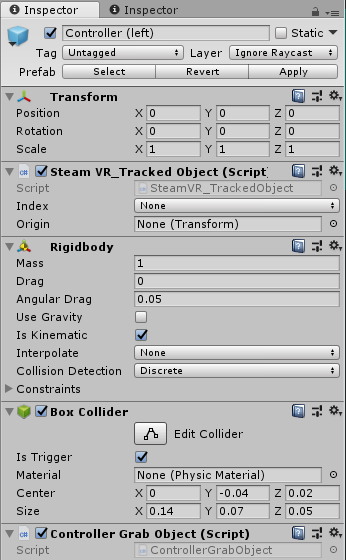 Inspector Inspector
Controller (left) Static
Tag Untagged Layer Ignore Raycast
Prefab Select Revert Apply
Transform
Position X 0 Y 0 Z 0
Rotation X 0 Y 0 Z 0
Scale X 1 Y 1 Z 1
Steam VR_Tracked Object (Script)
Script SteamVR_TrackedObject
Index None
Origin None (Transform)
Rigidbody
Mass 1
Drag 0
Angular Drag 0.05
Use Gravity
Is Kinematic
Interpolate None
Collision Detection Discrete
Constraints
Box Collider
Edit Collider
Is Trigger
Material None (Physic Material)
Center X 0 Y -0.04 Z 0.02
Size X 0.14 Y 0.07 Z 0.05
Controller Grab Object (Script)
Script ControllerGrabObject